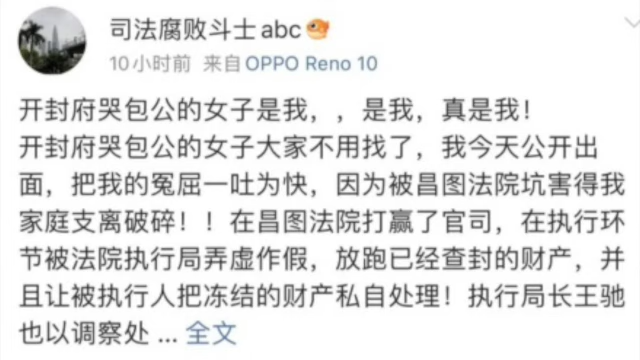 司法腐败斗士abc🐡
10小时前 来自 OPPO Reno 10
开封府哭包公的女子是我，，是我，真是我！
开封府哭包公的女子大家不用找了，我今天公开出
面，把我的冤屈一吐为快，因为被昌图法院坑害得我
家庭支离破碎！！在昌图法院打赢了官司，在执行环
节被法院执行局弄虚作假，放跑已经查封的财产，并
且让被执行人把冻结的财产私自处理！执行局长王驰
也以调察处 ... 全文